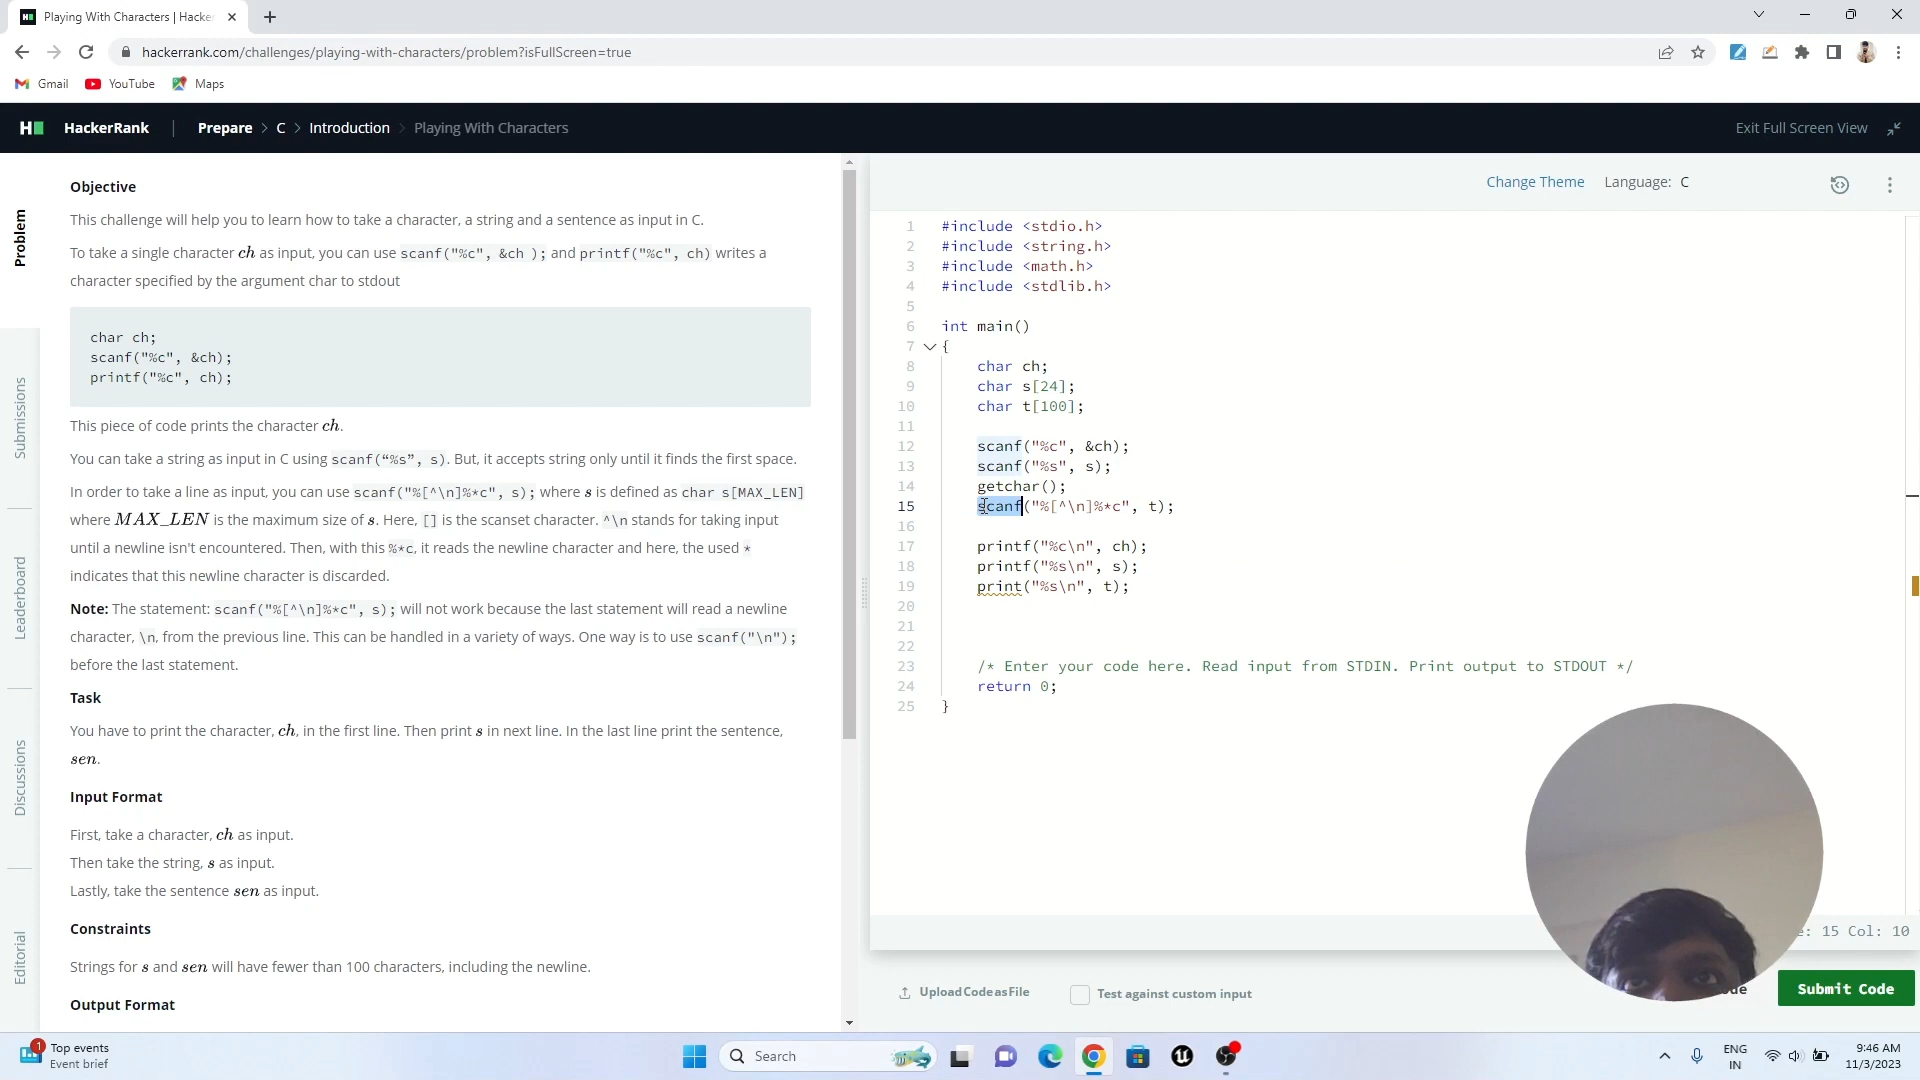 Playing With Characters | Hacker
hackerrank.com/challenges/playing-with-characters/problem?isFullScreen=true
Gmail YouTube Maps
HackerRank | Prepare > C > Introduction > Playing With Characters Exit Full Screen View
Problem
Submissions
Leaderboard
Discussions
Editorial
Objective
This challenge will help you to learn how to take a character, a string and a sentence as input in C.
To take a single character ch as input, you can use scanf("%c", &ch ); and printf("%c", ch) writes a
character specified by the argument char to stdout
char ch;
scanf("%c", &ch);
printf("%c", ch);
This piece of code prints the character ch.
You can take a string as input in C using scanf(“%s”, s). But, it accepts string only until it finds the first space.
In order to take a line as input, you can use scanf("%[^\n]%*c", s); where s is defined as char s[MAX_LEN]
where MAX_LEN is the maximum size of s. Here, [] is the scanset character. ^\n stands for taking input
until a newline isn't encountered. Then, with this %*c, it reads the newline character and here, the used *
indicates that this newline character is discarded.
Note: The statement: scanf("%[^\n]%*c", s); will not work because the last statement will read a newline
character, \n, from the previous line. This can be handled in a variety of ways. One way is to use scanf("\n");
before the last statement.
Task
You have to print the character, ch, in the first line. Then print s in next line. In the last line print the sentence,
sen.
Input Format
First, take a character, ch as input.
Then take the string, s as input.
Lastly, take the sentence sen as input.
Constraints
Strings for s and sen will have fewer than 100 characters, including the newline.
Output Format
Change Theme Language: C
1 #include <stdio.h>
2 #include <string.h>
3 #include <math.h>
4 #include <stdlib.h>
5
6 int main()
7 {
8 char ch;
9 char s[24];
10 char t[100];
11
12 scanf("%c", &ch);
13 scanf("%s", s);
14 getchar();
15 scanf("%[^\n]%*c", t);
16
17 printf("%c\n", ch);
18 printf("%s\n", s);
19 print("%s\n", t);
20
21
22
23 /* Enter your code here. Read input from STDIN. Print output to STDOUT */
24 return 0;
25 }
: 15 Col: 10
Upload Code as File Test against custom input Submit Code
1 Top events
Event brief
Search
ENG
IN
9:46 AM
11/3/2023